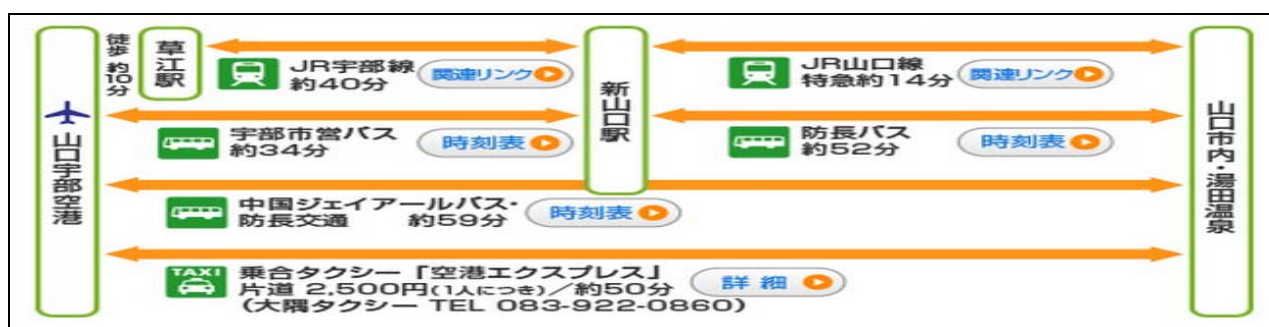 山口宇部空港
徒歩 約10分
草江駅
JR宇部線
約40分
関連リンク
宇部市営バス
約34分
時刻表
新山口駅
JR山口線
特急約14分
関連リンク
防長バス
約52分
時刻表
中国ジェイアールバス・
防長交通 約59分
時刻表
TAXI
乗合タクシー「空港エクスプレス」
片道 2,500円(1人につき)/約50分
(大隅タクシー TEL 083-922-0860)
詳細
山口市内・湯田温泉